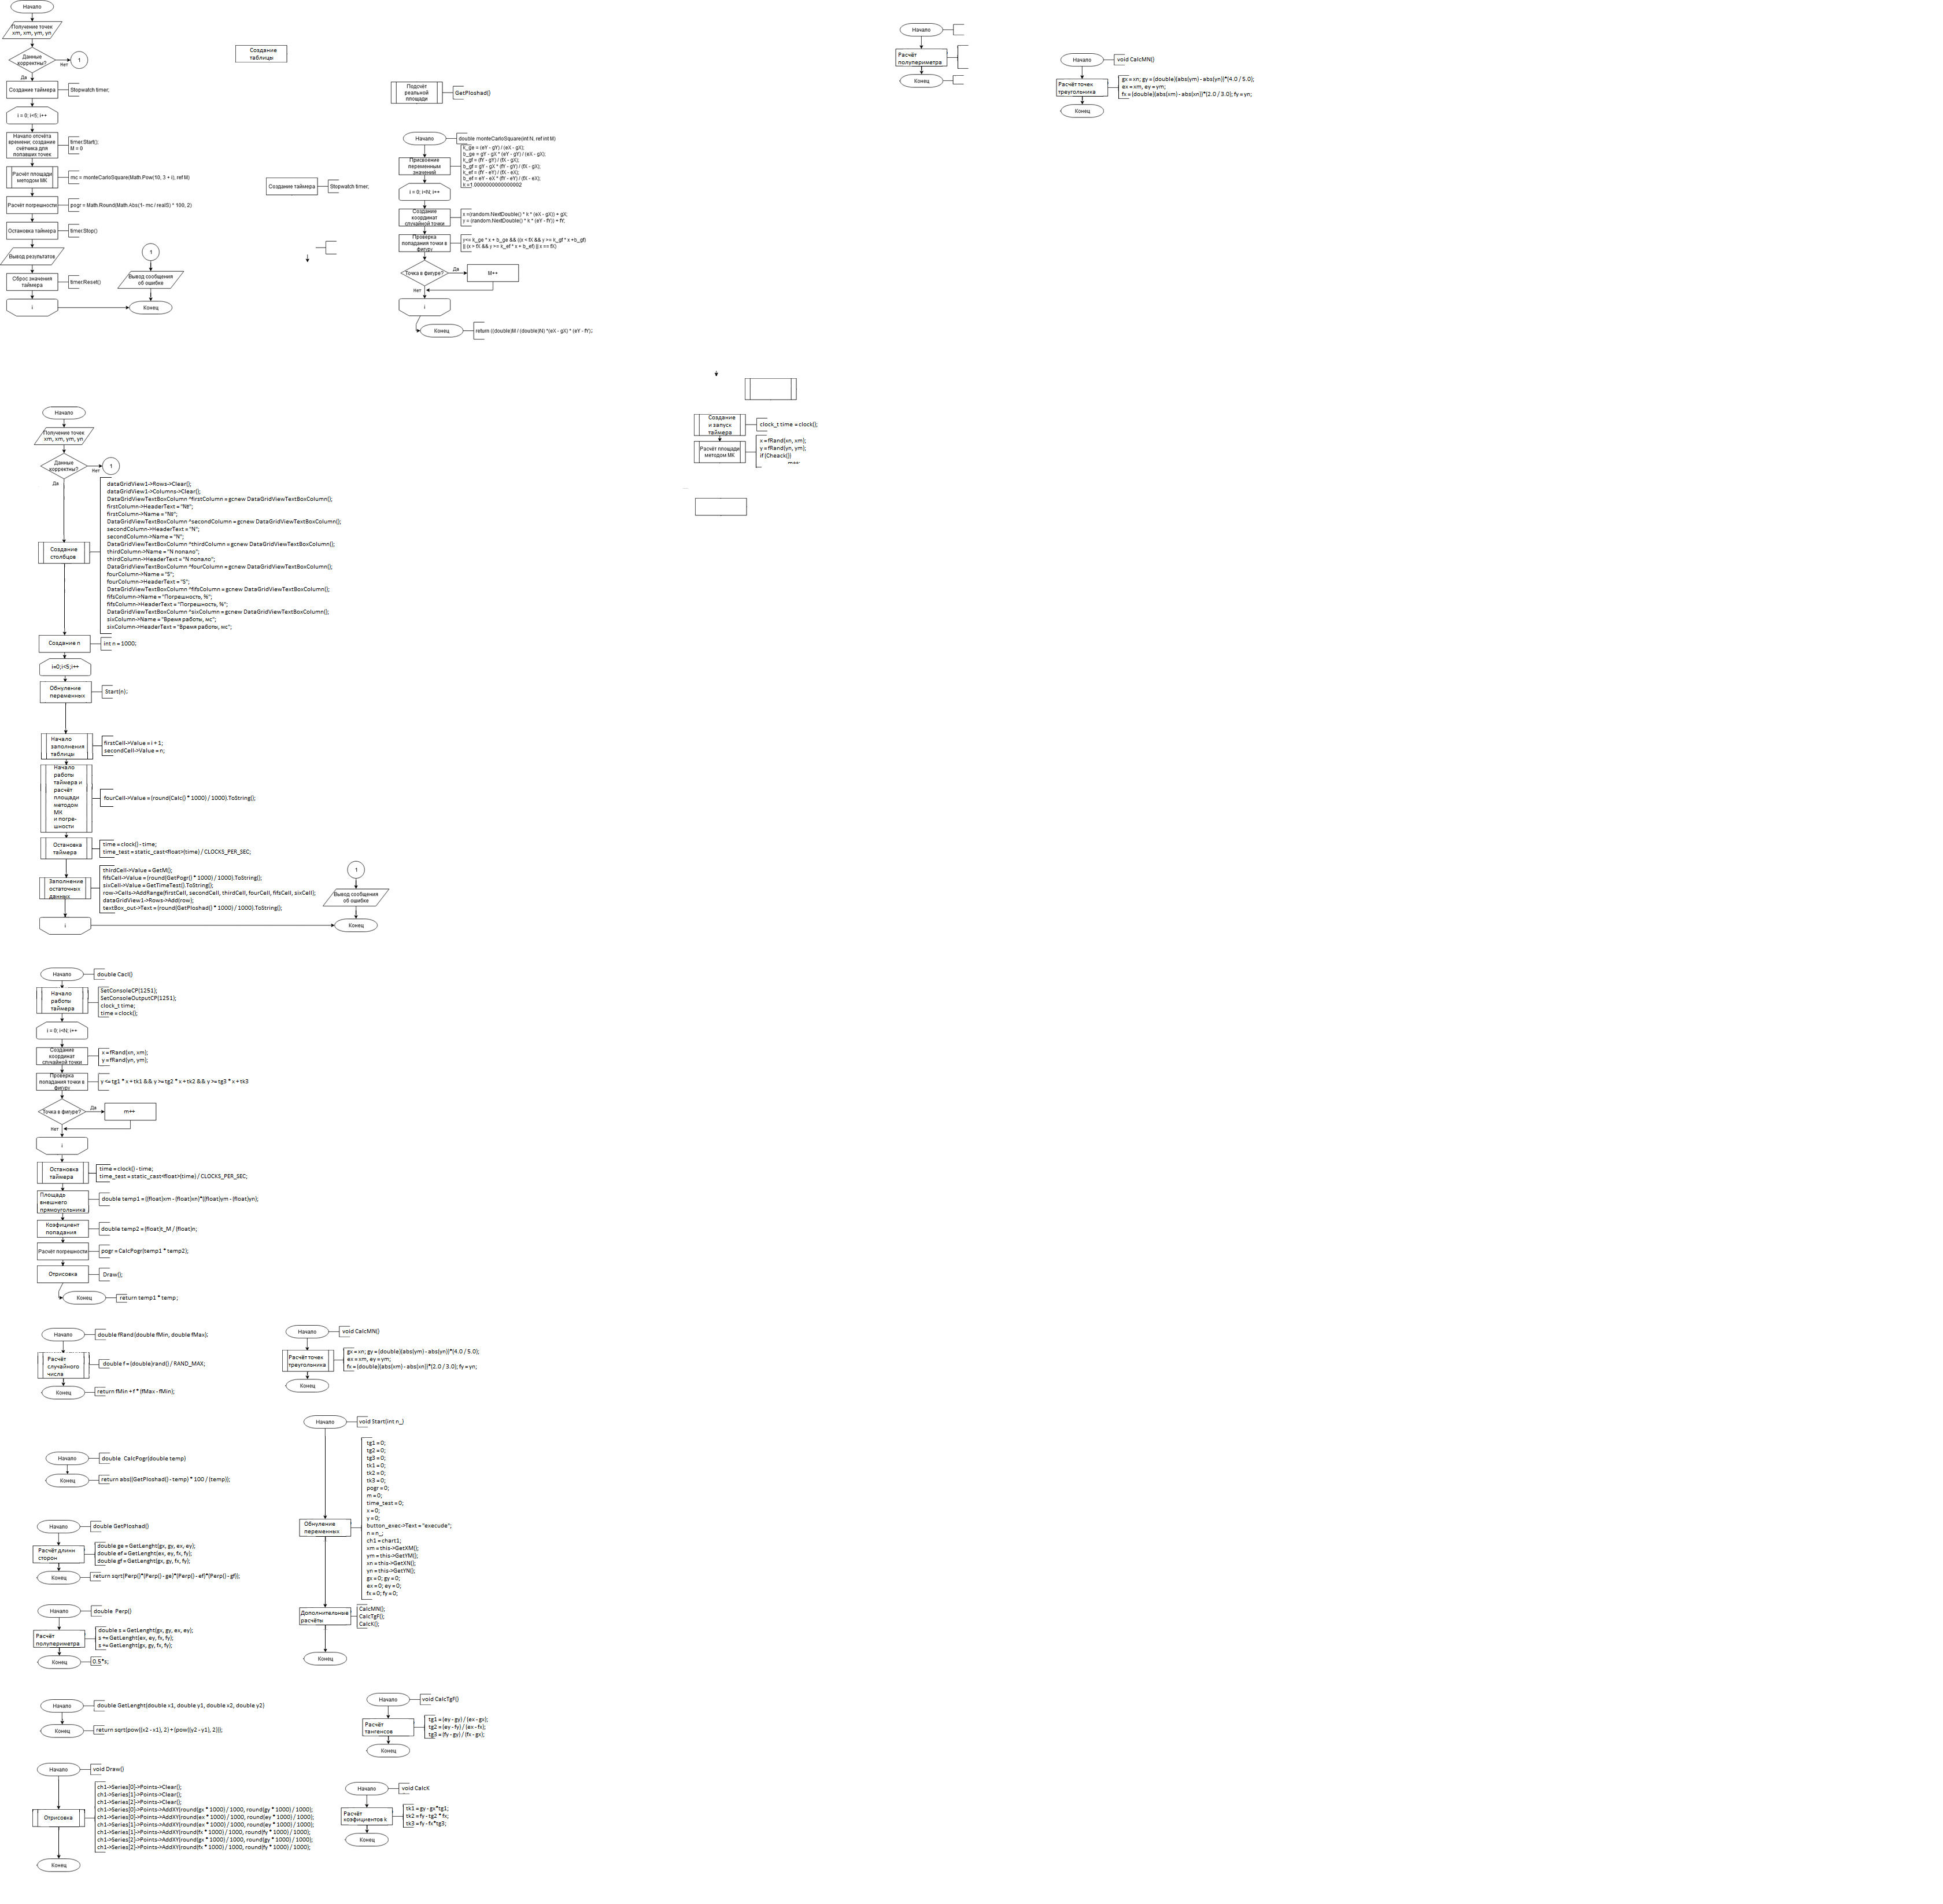 Начало
Получение точек
xm, xm, ym, yn
Данные
корректны?
Нет
1
Да
Создание таймера
Stopwatch timer;
i = 0; i<5; i++
Начало отсчёта
времени; создание
счётчика для
попавших точек
timer.Start();
M = 0
Расчёт площади
методом МК
mc = monteCarloSquare(Math.Pow(10, 3 + i), ref M)
Расчёт погрешности
pogr = Math.Round(Math.Abs(1- mc / realS) * 100, 2)
Остановка таймера
timer.Stop()
Вывод результатов
Сброс значения
таймера
timer.Reset()
i
1
Вывод сообщения
об ошибке
Конец
Создание
таблицы
Создание таймера
Stopwatch timer;
Подсчёт
реальной
площади
GetPloshad()
Начало
double monteCarloSquare(int N, ref int M)
Присвоение
переменным
значений
k_ge = (eY - gY) / (eX - gX);
b_ge = gY - gX * (eY - gY) / (eX - gX);
k_gf = (fY - gY) / (fX - gX);
b_gf = gY - gX * (fY - gY) / (fX - gX);
k_ef = (fY - eY) / (fX - eX);
b_ef = eY - eX * (fY - eY) / (fX - eX);
k =1.0000000000000002
i = 0; i<N; i++
Создание
координат
случайной точки
x =(random.NextDouble() * k * (eX - gX)) + gX;
y = (random.NextDouble() * k * (eY - fY)) + fY;
Проверка
попадания точки в
фигуру
y<= k_ge * x + b_ge && ((x < fX && y >= k_gf * x +b_gf)
|| (x > fX && y >= k_ef * x + b_ef) || x == fX)
Точка в фигуре?
Да
M++
Нет
i
Конец
return ((double)M / (double)N) *(eX - gX) * (eY - fY);
Начало
Расчёт
полупериметра
Конец
Начало
void CalcMN()
Расчёт точек
треугольника
gx = xn; gy = (double)(abs(ym) - abs(yn))*(4.0 / 5.0);
ex = xm, ey = ym;
fx = (double)(abs(xm) - abs(xn))*(2.0 / 3.0); fy = yn;
Конец
Создание
и запуск
таймера
clock_t time = clock();
Расчёт площади
методом МК
x = fRand(xn, xm);
y = fRand(yn, ym);
if (Cheack())
Начало
Получение точек
xm, xm, ym, yn
Данные
корректны?
Нет
1
Да
Создание
столбцов
dataGridView1->Rows->Clear();
dataGridView1->Columns->Clear();
DataGridViewTextBoxColumn ^firstColumn = gcnew DataGridViewTextBoxColumn();
firstColumn->HeaderText = "№";
firstColumn->Name = "№";
DataGridViewTextBoxColumn ^secondColumn = gcnew DataGridViewTextBoxColumn();
secondColumn->HeaderText = "N";
secondColumn->Name = "N";
DataGridViewTextBoxColumn ^thirdColumn = gcnew DataGridViewTextBoxColumn();
thirdColumn->Name = "N попало";
thirdColumn->HeaderText = "N попало";
DataGridViewTextBoxColumn ^fourColumn = gcnew DataGridViewTextBoxColumn();
fourColumn->Name = "S";
fourColumn->HeaderText = "S";
DataGridViewTextBoxColumn ^fifsColumn = gcnew DataGridViewTextBoxColumn();
fifsColumn->Name = "Погрешность, %";
fifsColumn->HeaderText = "Погрешность, %";
DataGridViewTextBoxColumn ^sixColumn = gcnew DataGridViewTextBoxColumn();
sixColumn->Name = "Время работы, мс";
sixColumn->HeaderText = "Время работы, мс";
Создание n
int n = 1000;
i=0;i<5;i++
Обнуление
переменных
Start(n);
Начало
заполнения
таблицы
firstCell->Value = i + 1;
secondCell->Value = n;
Начало
работы
таймера и
расчёт
площади
методом
МК
и погре-
шности
fourCell->Value = (round(Calc() * 1000) / 1000).ToString();
Остановка
таймера
time = clock() - time;
time_test = static_cast<float>(time) / CLOCKS_PER_SEC;
Заполнение
остаточных
данных
thirdCell->Value = GetM();
fifsCell->Value = (round(GetPogr() * 1000) / 1000).ToString();
sixCell->Value = GetTimeTest().ToString();
row->Cells->AddRange(firstCell, secondCell, thirdCell, fourCell, fifsCell, sixCell);
dataGridView1->Rows->Add(row);
textBox_out->Text = (round(GetPloshad() * 1000) / 1000).ToString();
i
1
Вывод сообщения
об ошибке
Конец
Начало
double Cacl()
Начало
работы
таймера
SetConsoleCP(1251);
SetConsoleOutputCP(1251);
clock_t time;
time = clock();
i = 0; i<N; i++
Создание
координат
случайной точки
x = fRand(xn, xm);
y = fRand(yn, ym);
Проверка
попадания точки в
фигуру
y <= tg1 * x + tk1 && y >= tg2 * x + tk2 && y >= tg3 * x + tk3
Точка в фигуре?
Да
m++
Нет
i
Остановка
таймера
time = clock() - time;
time_test = static_cast<float>(time) / CLOCKS_PER_SEC;
Площадь
внешнего
прямоугольника
double temp1 = ((float)xm - (float)xn)*((float)ym - (float)yn);
Коэфициент
попадания
double temp2 = (float)t_M / (float)n;
Расчёт погрешности
pogr = CalcPogr(temp1 * temp2);
Отрисовка
Draw();
Конец
return temp1 * temp;
Начало
double fRand(double fMin, double fMax);
Расчёт
случайного
числа
double f = (double)rand() / RAND_MAX;
Конец
return fMin + f * (fMax - fMin);
Начало
void CalcMN()
Расчёт точек
треугольника
gx = xn; gy = (double)(abs(ym) - abs(yn))*(4.0 / 5.0);
ex = xm, ey = ym;
fx = (double)(abs(xm) - abs(xn))*(2.0 / 3.0); fy = yn;
Конец
Начало
void Start(int n_)
Обнуление
переменных
tg1 = 0;
tg2 = 0;
tg3 = 0;
tk1 = 0;
tk2 = 0;
tk3 = 0;
pogr = 0;
m = 0;
time_test = 0;
x = 0;
y = 0;
button_exec->Text = "execude";
n = n_;
ch1 = chart1;
xm = this->GetXM();
ym = this->GetYM();
xn = this->GetXN();
yn = this->GetYN();
gx = 0; gy = 0;
ex = 0; ey = 0;
fx = 0; fy = 0;
Дополнительные
расчёты
CalcMN();
CalcTgF();
CalcK();
Конец
Начало
double  CalcPogr(double temp)
Конец
return abs((GetPloshad() - temp) * 100 / (temp));
Начало
double GetPloshad()
Расчёт длинн
сторон
double ge = GetLenght(gx, gy, ex, ey);
double ef = GetLenght(ex, ey, fx, fy);
double gf = GetLenght(gx, gy, fx, fy);
Конец
return sqrt(Perp()*(Perp() - ge)*(Perp() - ef)*(Perp() - gf));
Начало
double  Perp()
Расчёт
полупериметра
double s = GetLenght(gx, gy, ex, ey);
s += GetLenght(ex, ey, fx, fy);
s += GetLenght(gx, gy, fx, fy);
Конец
0.5*s;
Начало
double GetLenght(double x1, double y1, double x2, double y2)
Конец
return sqrt(pow((x2 - x1), 2) + (pow((y2 - y1), 2)));
Начало
void CalcTgF()
Расчёт
тангенсов
tg1 = (ey - gy) / (ex - gx);
tg2 = (ey - fy) / (ex - fx);
tg3 = (fy - gy) / (fx - gx);
Конец
Начало
void Draw()
Отрисовка
ch1->Series[0]->Points->Clear();
ch1->Series[1]->Points->Clear();
ch1->Series[2]->Points->Clear();
ch1->Series[0]->Points->AddXY(round(gx * 1000) / 1000, round(gy * 1000) / 1000);
ch1->Series[0]->Points->AddXY(round(ex * 1000) / 1000, round(ey * 1000) / 1000);
ch1->Series[1]->Points->AddXY(round(ex * 1000) / 1000, round(ey * 1000) / 1000);
ch1->Series[1]->Points->AddXY(round(fx * 1000) / 1000, round(fy * 1000) / 1000);
ch1->Series[2]->Points->AddXY(round(gx * 1000) / 1000, round(gy * 1000) / 1000);
ch1->Series[2]->Points->AddXY(round(fx * 1000) / 1000, round(fy * 1000) / 1000);
Конец
Начало
void CalcK
Расчёт
коэфициентов k
tk1 = gy - gx*tg1;
tk2 = fy - tg2 * fx;
tk3 = fy - fx*tg3;
Конец